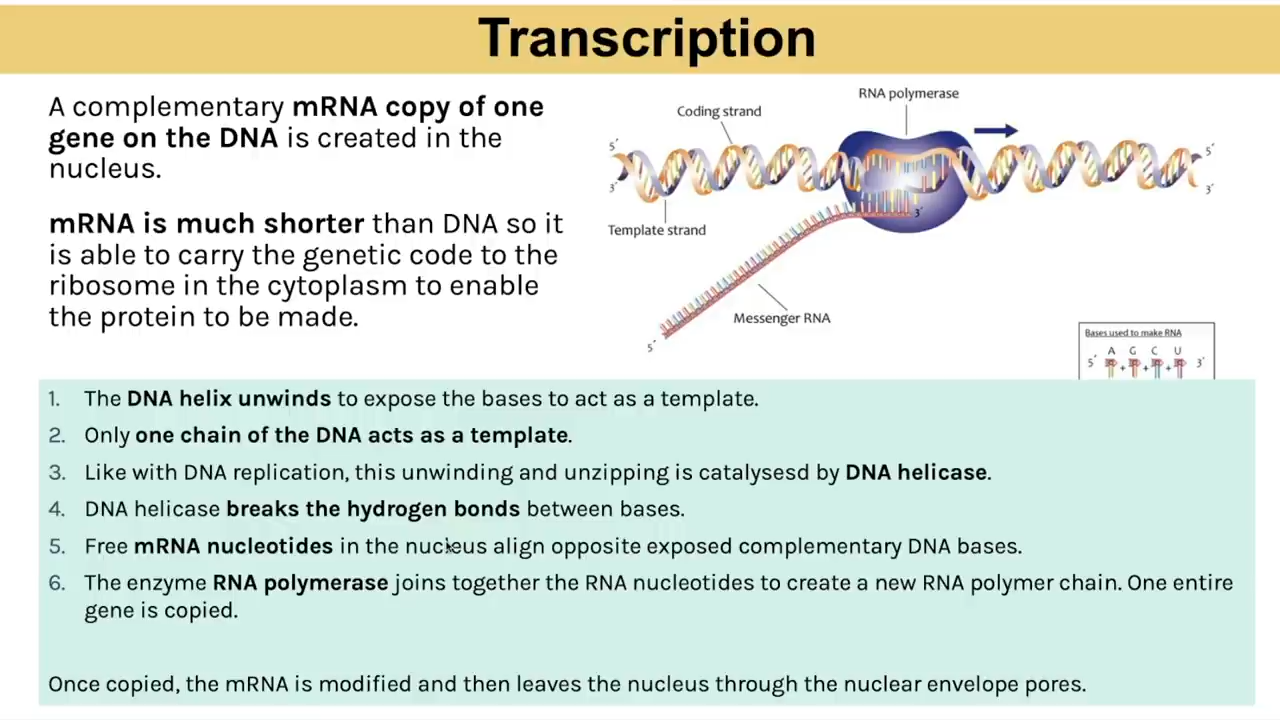 Transcription
A complementary mRNA copy of one
gene on the DNA is created in the
nucleus.
mRNA is much shorter than DNA so it
is able to carry the genetic code to the
ribosome in the cytoplasm to enable
the protein to be made.
RNA polymerase
Coding strand
5´
3´
5´
3´
3´
Template strand
Messenger RNA
5´
Bases used to make RNA
A G C U
5´ + + + 3´
1. The DNA helix unwinds to expose the bases to act as a template.
2. Only one chain of the DNA acts as a template.
3. Like with DNA replication, this unwinding and unzipping is catalysesd by DNA helicase.
4. DNA helicase breaks the hydrogen bonds between bases.
5. Free mRNA nucleotides in the nucleus align opposite exposed complementary DNA bases.
6. The enzyme RNA polymerase joins together the RNA nucleotides to create a new RNA polymer chain. One entire
gene is copied.
Once copied, the mRNA is modified and then leaves the nucleus through the nuclear envelope pores.